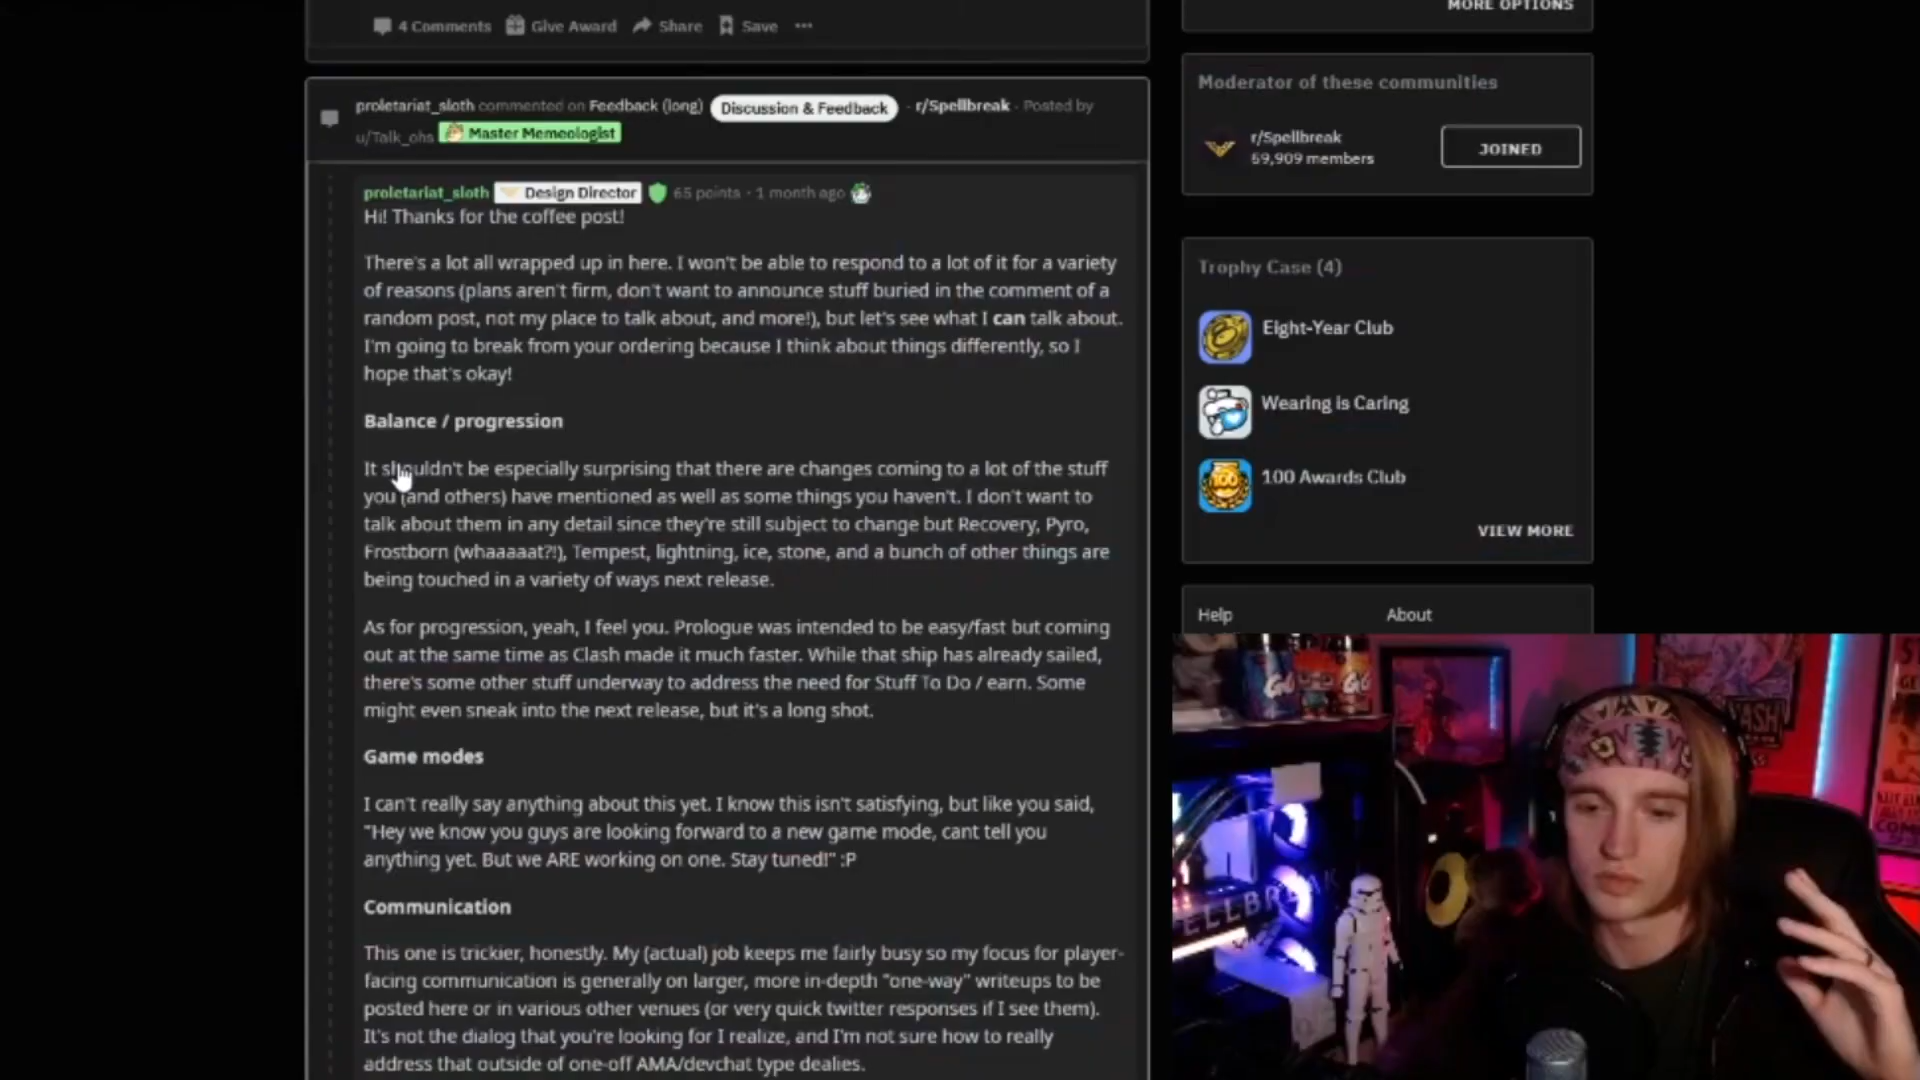 4 Comments Give Award Share Save ...
proletariat_sloth commented on Feedback (long) Discussion & Feedback · r/Spellbreak · Posted by
u/Talk_ohs Master Memeologist
proletariat_sloth Design Director 65 points · 1 month ago
Hi! Thanks for the coffee post!
There's a lot all wrapped up in here. I won't be able to respond to a lot of it for a variety
of reasons (plans aren't firm, don't want to announce stuff buried in the comment of a
random post, not my place to talk about, and more!), but let's see what I can talk about.
I'm going to break from your ordering because I think about things differently, so I
hope that's okay!
Balance / progression
It shouldn't be especially surprising that there are changes coming to a lot of the stuff
you (and others) have mentioned as well as some things you haven't. I don't want to
talk about them in any detail since they're still subject to change but Recovery, Pyro,
Frostborn (whaaaaat?!), Tempest, lightning, ice, stone, and a bunch of other things are
being touched in a variety of ways next release.
As for progression, yeah, I feel you. Prologue was intended to be easy/fast but coming
out at the same time as Clash made it much faster. While that ship has already sailed,
there's some other stuff underway to address the need for Stuff To Do / earn. Some
might even sneak into the next release, but it's a long shot.
Game modes
I can't really say anything about this yet. I know this isn't satisfying, but like you said,
"Hey we know you guys are looking forward to a new game mode, cant tell you
anything yet. But we ARE working on one. Stay tuned!" :P
Communication
This one is trickier, honestly. My (actual) job keeps me fairly busy so my focus for player-
facing communication is generally on larger, more in-depth "one-way" writeups to be
posted here or in various other venues (or very quick twitter responses if I see them).
It's not the dialog that you're looking for I realize, and I'm not sure how to really
address that outside of one-off AMA/devchat type dealies.
MORE OPTIONS
Moderator of these communities
r/Spellbreak
59,909 members
JOINED
Trophy Case (4)
Eight-Year Club
Wearing is Caring
100 Awards Club
VIEW MORE
Help About